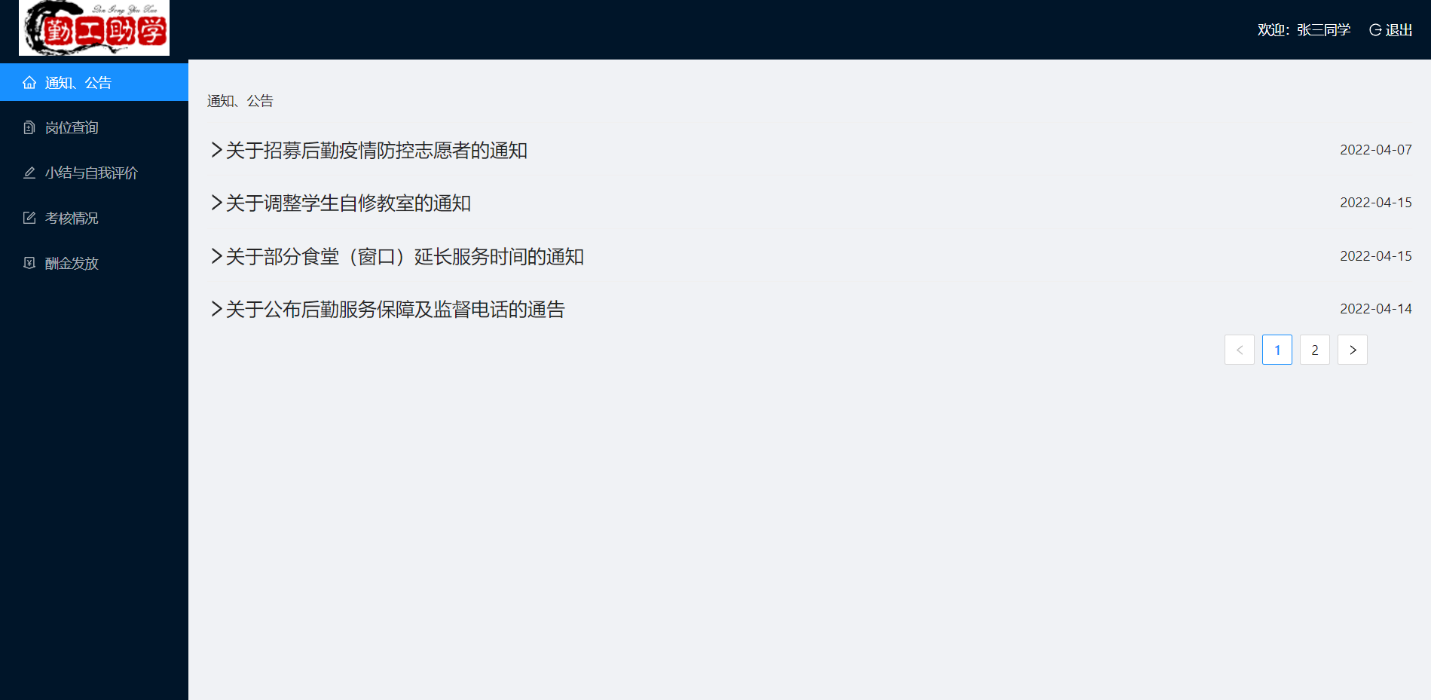 Qin Gong Zhu Xue
勤工助学
欢迎：张三同学 退出
通知、公告
岗位查询
小结与自我评价
考核情况
酬金发放
通知、公告
关于招募后勤疫情防控志愿者的通知 2022-04-07
关于调整学生自修教室的通知 2022-04-15
关于部分食堂（窗口）延长服务时间的通知 2022-04-15
关于公布后勤服务保障及监督电话的通告 2022-04-14
< 1 2 >